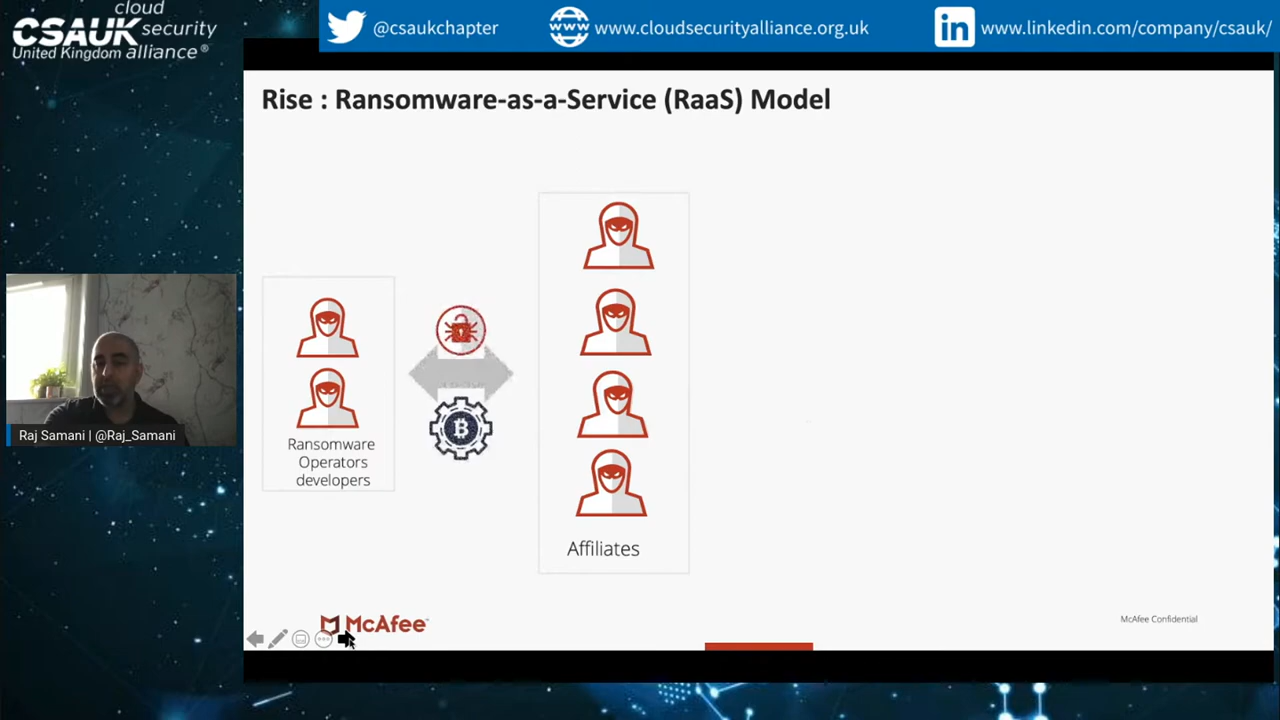 cloud
CSAUK security
United Kingdom alliance®
@csaukchapter
www.cloudsecurityalliance.org.uk
www.linkedin.com/company/csauk/
Rise : Ransomware-as-a-Service (RaaS) Model
Ransomware
Operators
developers
Affiliates
Raj Samani | @Raj_Samani
McAfee™
McAfee Confidential